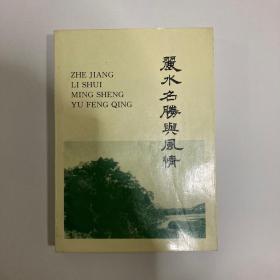 麗水名勝與風情
ZHE JIANG
LI SHUI
MING SHENG
YU FENG QING